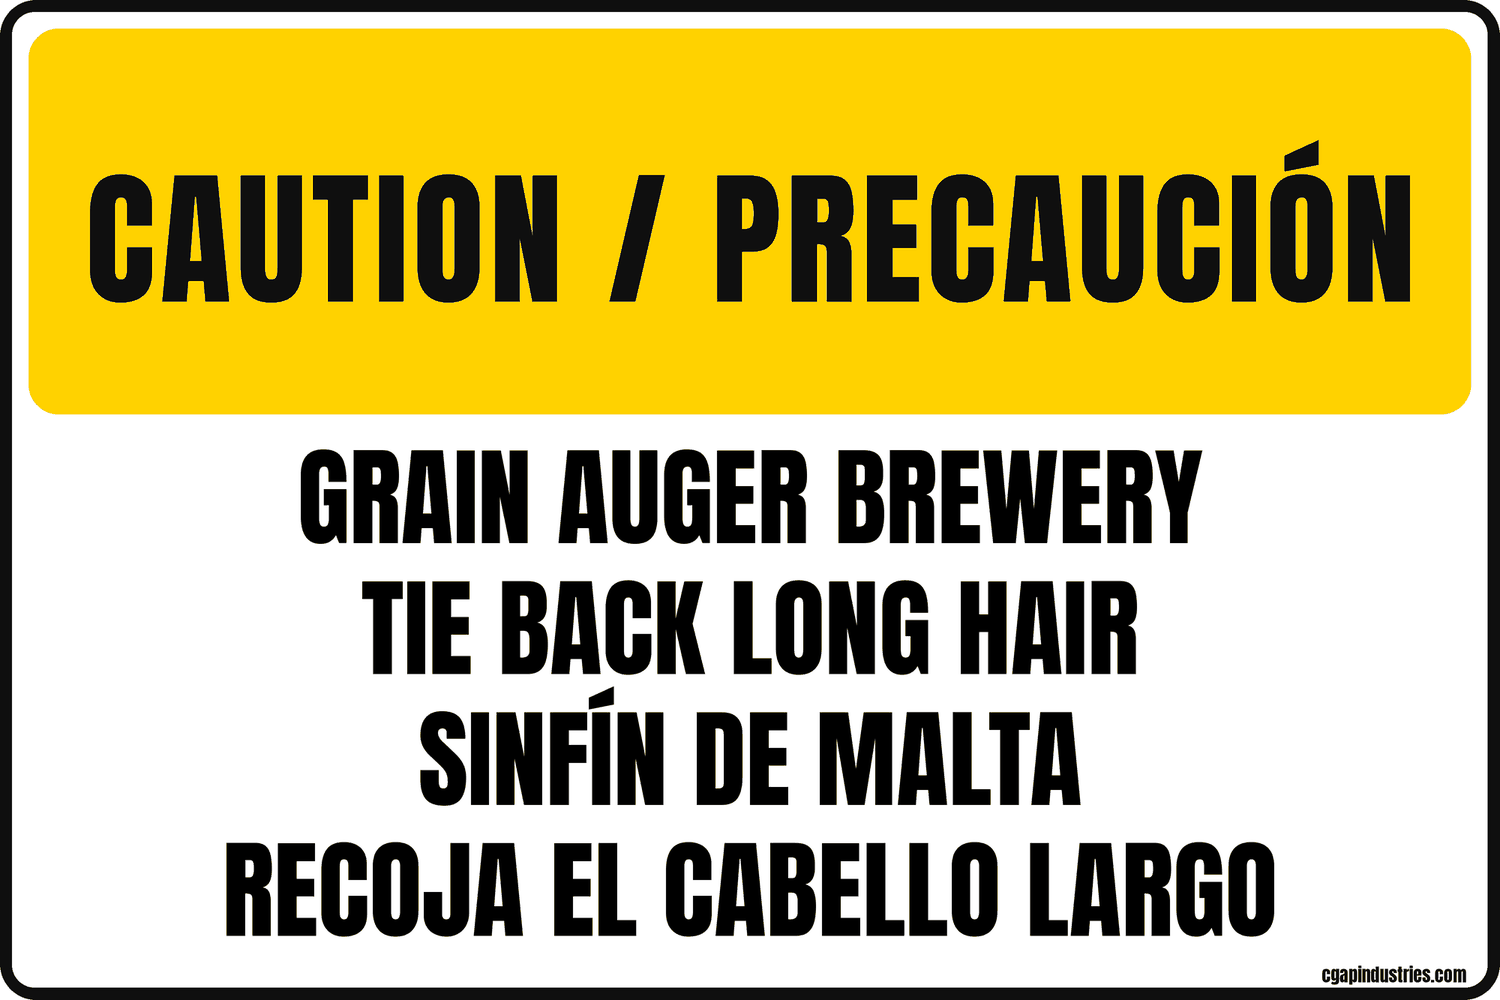 CAUTION / PRECAUCIÓN
GRAIN AUGER BREWERY
TIE BACK LONG HAIR
SINFÍN DE MALTA
RECOJA EL CABELLO LARGO
cgapindustries.com